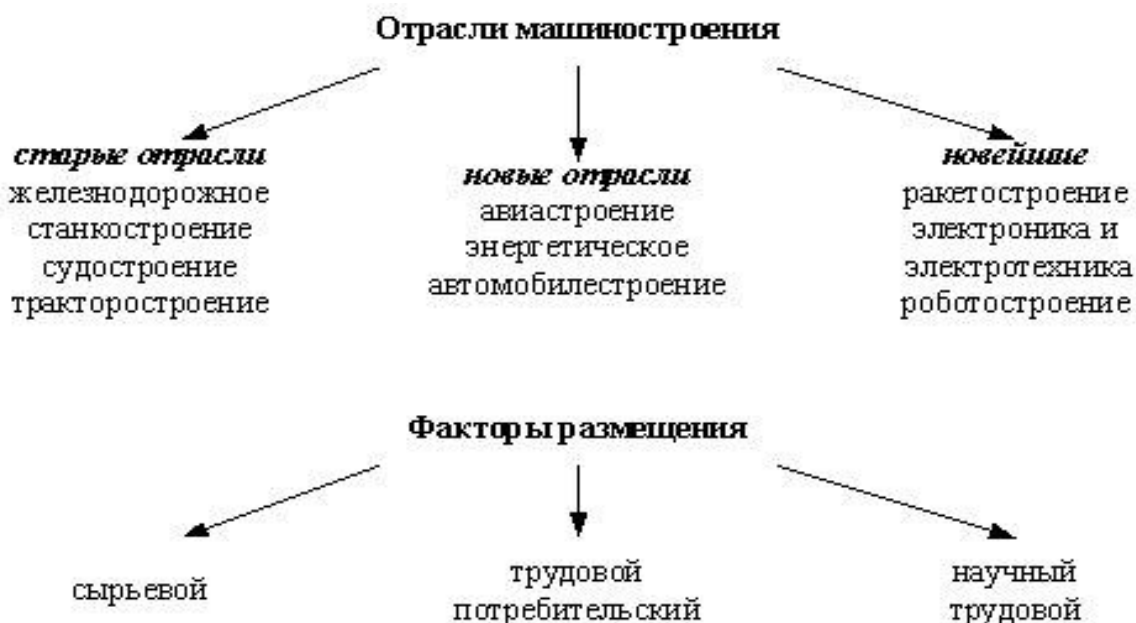 Отрасли машиностроения
старые отрасли
железнодорожное
станкостроение
судостроение
тракторостроение
новые отрасли
авиастроение
энергетическое
автомобилестроение
новейшие
ракетостроение
электроника и
электротехника
роботостроение
Факторы размещения
сырьевой
трудовой
потребительский
научный
трудовой